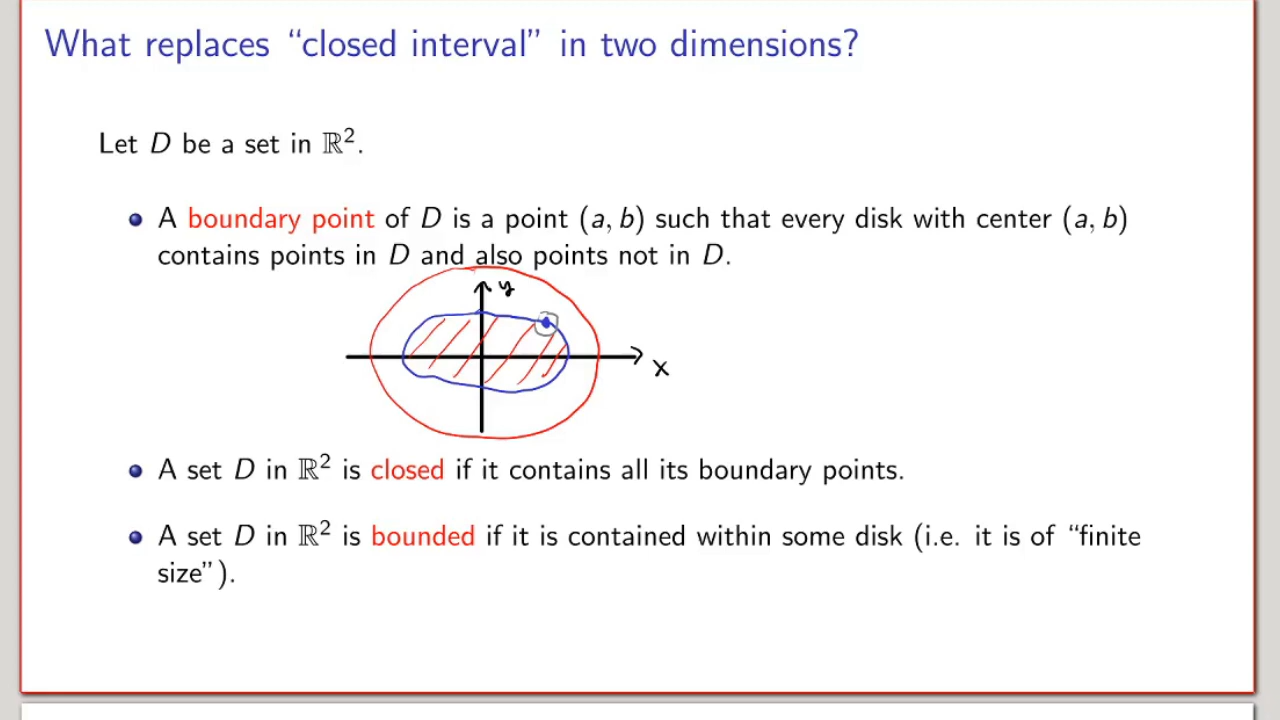 What replaces “closed interval” in two dimensions?
Let D be a set in ℝ².
• A boundary point of D is a point (a, b) such that every disk with center (a, b)
contains points in D and also points not in D.
y
x
• A set D in ℝ² is closed if it contains all its boundary points.
• A set D in ℝ² is bounded if it is contained within some disk (i.e. it is of “finite
size”).